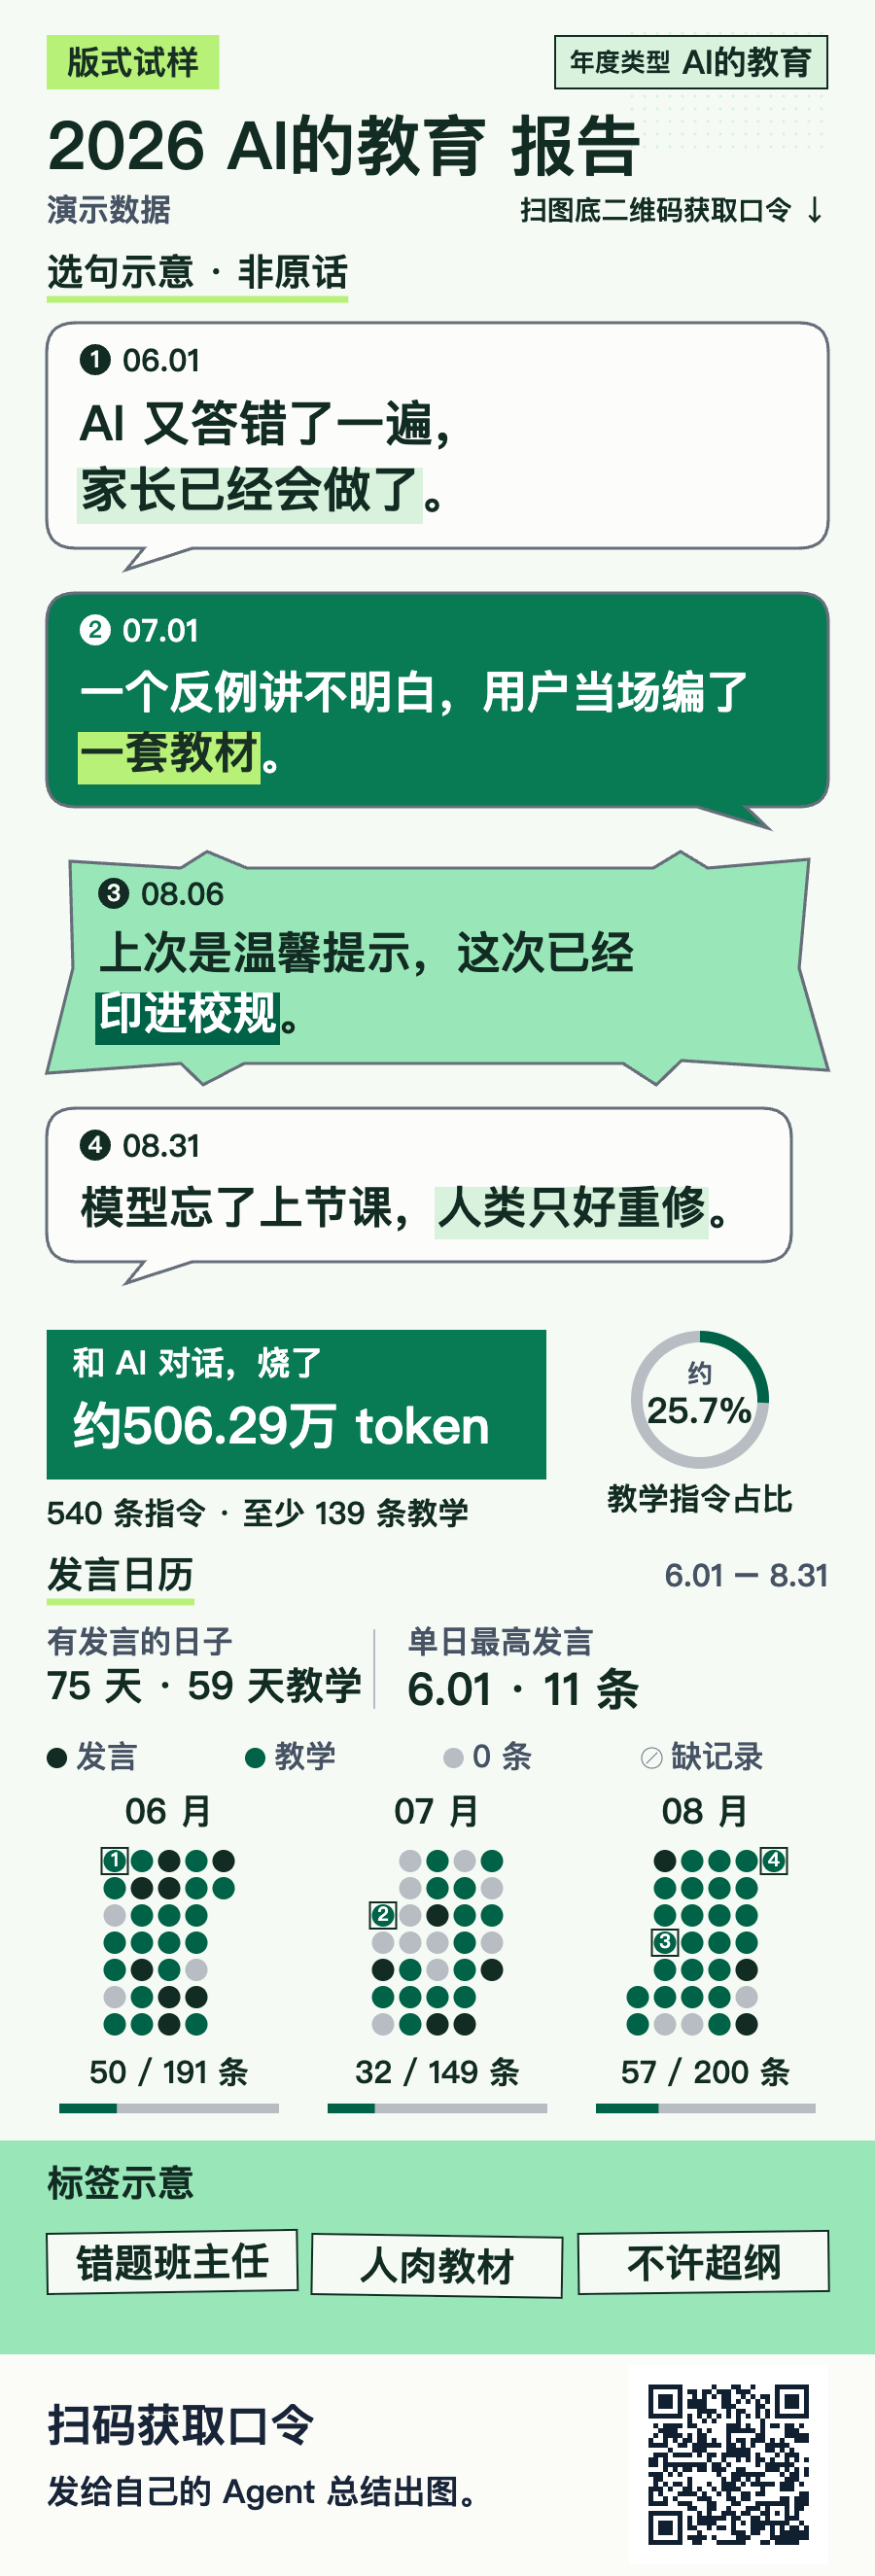 版式试样
年度类型 AI的教育
2026 AI的教育 报告
演示数据
扫图底二维码获取口令 ↓
选句示意 · 非原话
1 06.01
AI 又答错了一遍，
家长已经会做了。
2 07.01
一个反例讲不明白，用户当场编了
一套教材。
3 08.06
上次是温馨提示，这次已经
印进校规。
4 08.31
模型忘了上节课，人类只好重修。
和 AI 对话，烧了
约506.29万 token
约
25.7%
教学指令占比
540 条指令 · 至少 139 条教学
发言日历
6.01 — 8.31
有发言的日子
75 天 · 59 天教学
单日最高发言
6.01 · 11 条
发言
教学
0 条
缺记录
06 月
07 月
08 月
1
4
2
3
50 / 191 条
32 / 149 条
57 / 200 条
标签示意
错题班主任
人肉教材
不许超纲
扫码获取口令
发给自己的 Agent 总结出图。